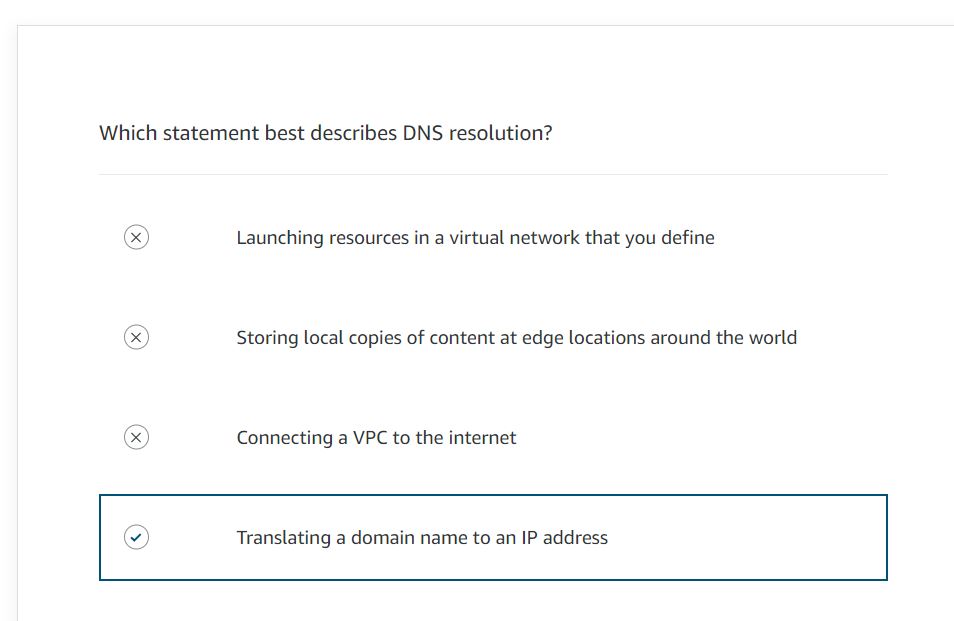 Which statement best describes DNS resolution?
Launching resources in a virtual network that you define
Storing local copies of content at edge locations around the world
Connecting a VPC to the internet
Translating a domain name to an IP address